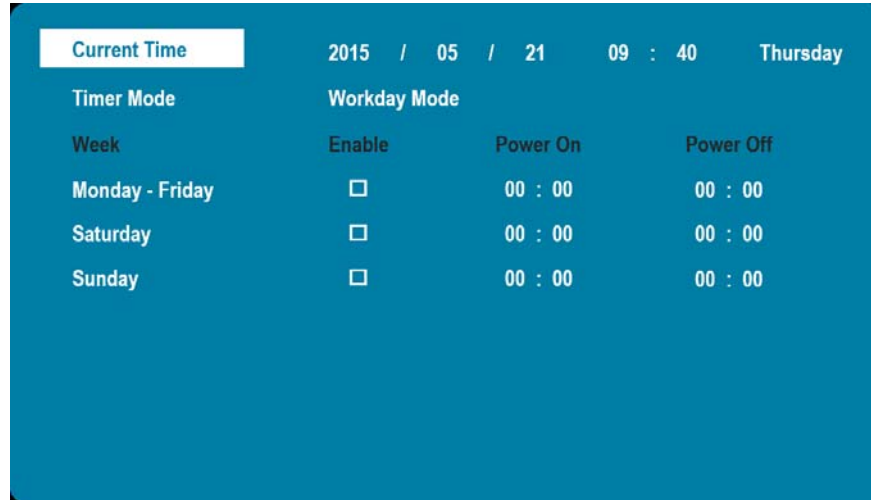 Current Time 2015 / 05 / 21 09 : 40 Thursday
Timer Mode Workday Mode
Week Enable Power On Power Off
Monday - Friday 00 : 00 00 : 00
Saturday 00 : 00 00 : 00
Sunday 00 : 00 00 : 00